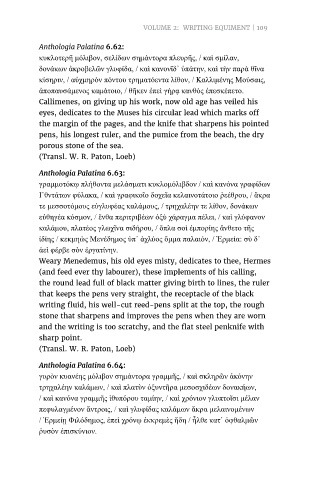 VOLUME 2: WRITING EQUIMENT | 109
Anthologia Palatina 6.62:
κυκλοτερῆ μόλιβον, σελίδων σημάντορα πλευρῆς, / καὶ σμίλαν,
δονάκων ἀκροβελῶν γλυφίδα, / καὶ κανονῖδ᾽ ὑπάτην, καὶ τὴν παρὰ θῖνα
κίσηριν, / αὐχμηρὸν πόντου τρηματόεντα λίθον, / Καλλιμένης Μούσαις,
ἀποπαυσάμενος καμάτοιο, / θῆκεν ἐπεὶ γήρᾳ κανθὸς ἐπεσκέπετο.
Callimenes, on giving up his work, now old age has veiled his
eyes, dedicates to the Muses his circular lead which marks off
the margin of the pages, and the knife that sharpens his pointed
pens, his longest ruler, and the pumice from the beach, the dry
porous stone of the sea.
(Transl. W. R. Paton, Loeb)
Anthologia Palatina 6.63:
γραμμοτόκῳ πλήθοντα μελάσματι κυκλομόλιβδον / καὶ κανόνα γραφίδων
ἰθυντάτων φύλακα, / καὶ γραφικοῖο δοχεῖα κελαινοτάτοιο ῥεέθρου, / ἄκρα
τε μεσσοτόμους εὐγλυφέας καλάμους, / τρηχαλέην τε λίθον, δονάκων
εὐθηγέα κόσμον, / ἔνθα περιτριβέων ὀξὺ χάραγμα πέλει, / καὶ γλύφανον
καλάμου, πλατέος γλωχῖνα σιδήρου, / ὅπλα σοὶ ἐμπορίης ἄνθετο τῆς
ἰδίης / κεκμηὼς Μενέδημος ὑπ᾽ ἀχλύος ὄμμα παλαιόν, / Ἑρμεία: σὺ δ᾽
ἀεὶ φέρβε σὸν ἐργατίνην.
Weary Menedemus, his old eyes misty, dedicates to thee, Hermes
(and feed ever thy labourer), these implements of his calling,
the round lead full of black matter giving birth to lines, the ruler
that keeps the pens very straight, the receptacle of the black
writing fluid, his well-cut reed-pens split at the top, the rough
stone that sharpens and improves the pens when they are worn
and the writing is too scratchy, and the flat steel penknife with
sharp point.
(Transl. W. R. Paton, Loeb)
Anthologia Palatina 6.64:
γυρὸν κυανέης μόλιβον σημάντορα γραμμῆς, / καὶ σκληρῶν ἀκόνην
τρηχαλέην καλάμων, / καὶ πλατὺν ὀξυντῆρα μεσοσχιδέων δονακήων,
/ καὶ κανόνα γραμμῆς ἰθυπόρου ταμίην, / καὶ χρόνιον γλυπτοῖσι μέλαν
πεφυλαγμένον ἄντροις, / καὶ γλυφίδας καλάμων ἄκρα μελαινομένων
/ Ἑρμείῃ Φιλόδημος, ἐπεὶ χρόνῳ ἐκκρεμὲς ἤδη / ἦλθε κατ᾽ ὀφθαλμῶν
ῥυσὸν ἐπισκύνιον.